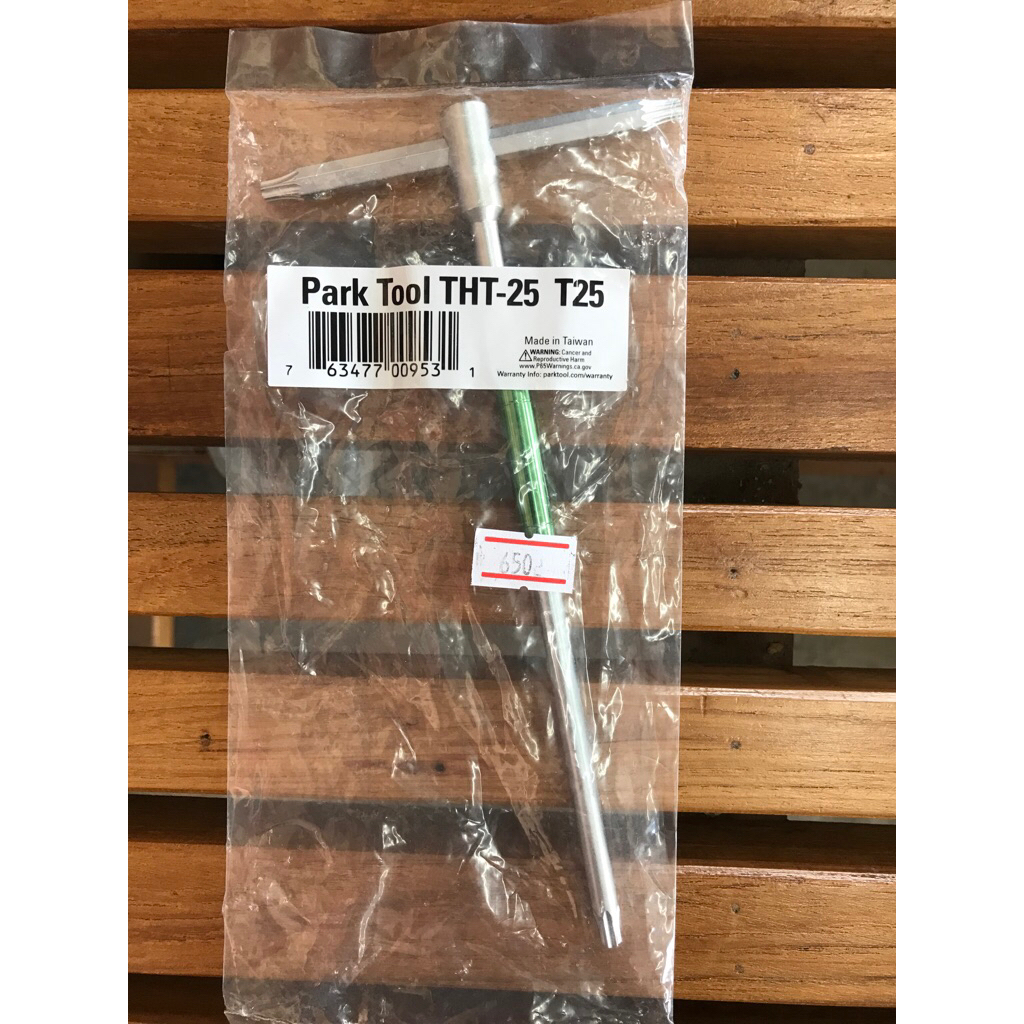 Park Tool THT-25 T25
7 63477 00953 1
Made in Taiwan
WARNING: Cancer and
Reproductive Harm
www.P65Warnings.ca.gov
Warranty Info: parktool.com/warranty
650